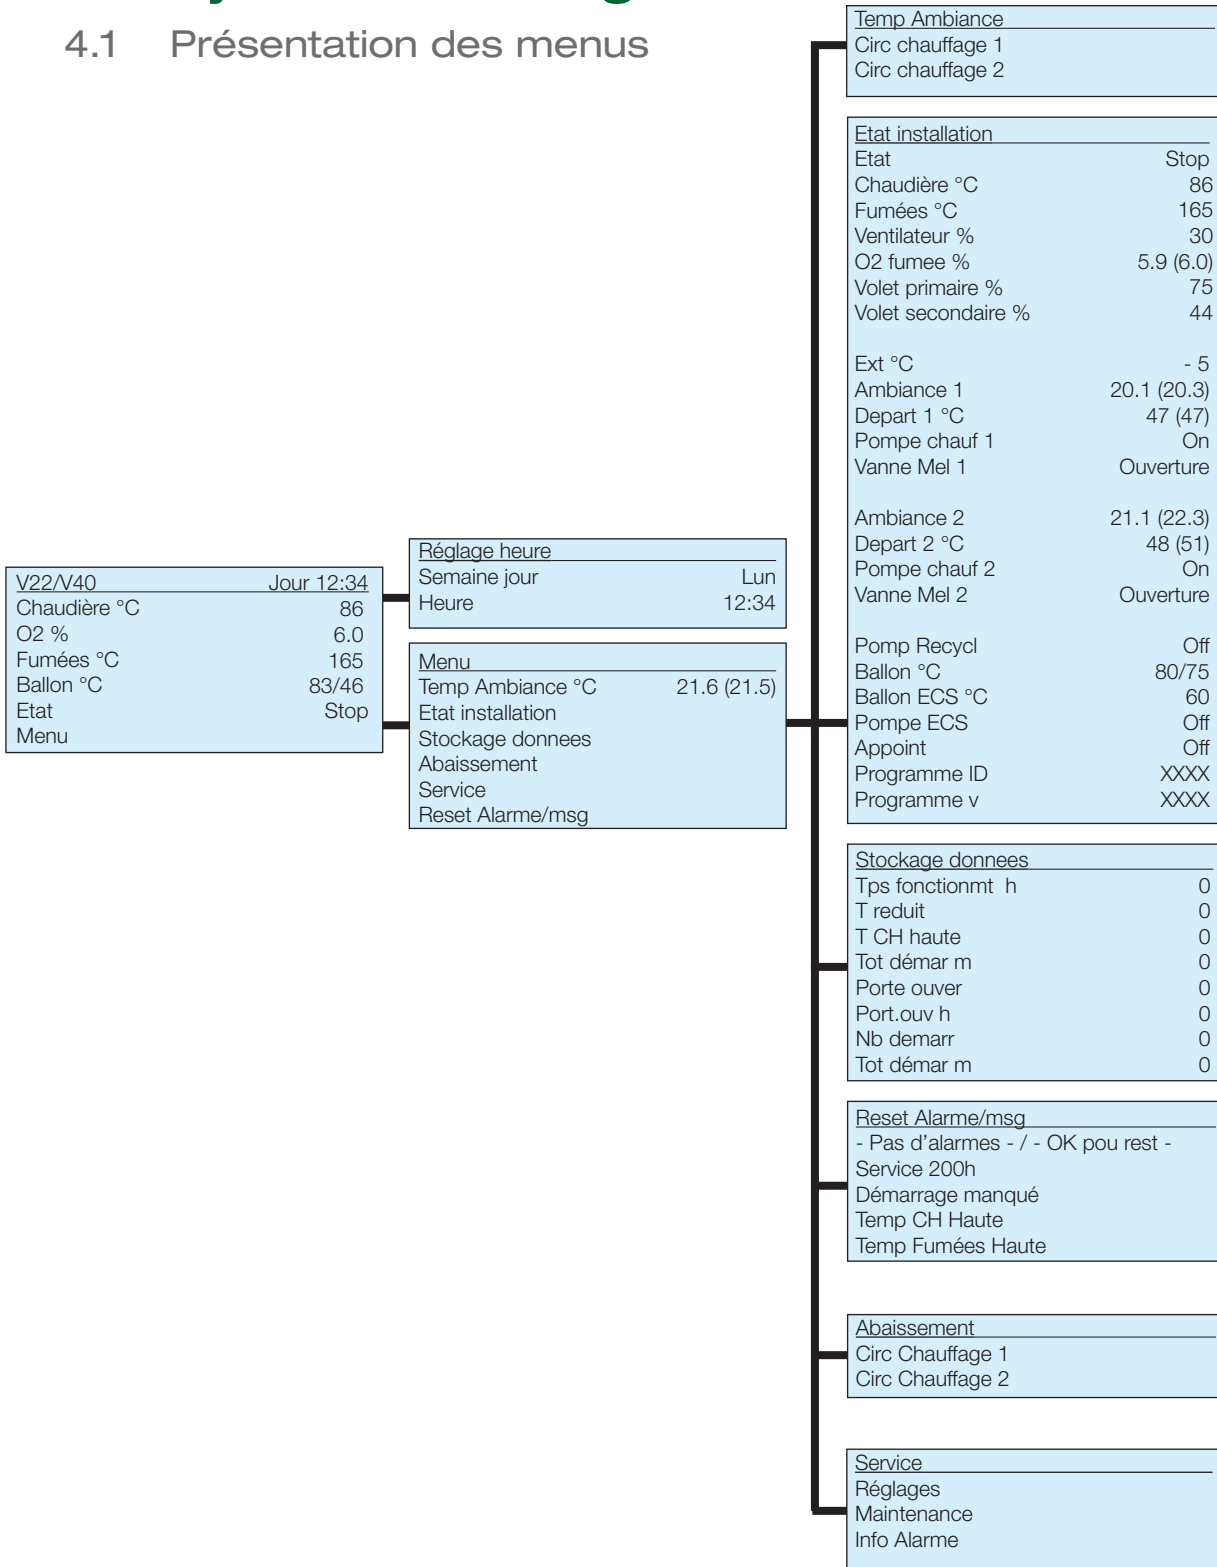 4.1 Présentation des menus
Temp Ambiance
Circ chauffage 1
Circ chauffage 2
Etat installation
Etat Stop
Chaudière °C 86
Fumées °C 165
Ventilateur % 30
O2 fumee % 5.9 (6.0)
Volet primaire % 75
Volet secondaire % 44
Ext °C - 5
Ambiance 1 20.1 (20.3)
Depart 1 °C 47 (47)
Pompe chauf 1 On
Vanne Mel 1 Ouverture
Ambiance 2 21.1 (22.3)
Depart 2 °C 48 (51)
Pompe chauf 2 On
Vanne Mel 2 Ouverture
Pomp Recycl Off
Ballon °C 80/75
Ballon ECS °C 60
Pompe ECS Off
Appoint Off
Programme ID XXXX
Programme v XXXX
Réglage heure
Semaine jour Lun
Heure 12:34
V22/V40 Jour 12:34
Chaudière °C 86
O2 % 6.0
Fumées °C 165
Ballon °C 83/46
Etat Stop
Menu
Menu
Temp Ambiance °C 21.6 (21.5)
Etat installation
Stockage donnees
Abaissement
Service
Reset Alarme/msg
Stockage donnees
Tps fonctionmt h 0
T reduit 0
T CH haute 0
Tot démar m 0
Porte ouver 0
Port.ouv h 0
Nb demarr 0
Tot démar m 0
Reset Alarme/msg
- Pas d'alarmes - / - OK pou rest -
Service 200h
Démarrage manqué
Temp CH Haute
Temp Fumées Haute
Abaissement
Circ Chauffage 1
Circ Chauffage 2
Service
Réglages
Maintenance
Info Alarme